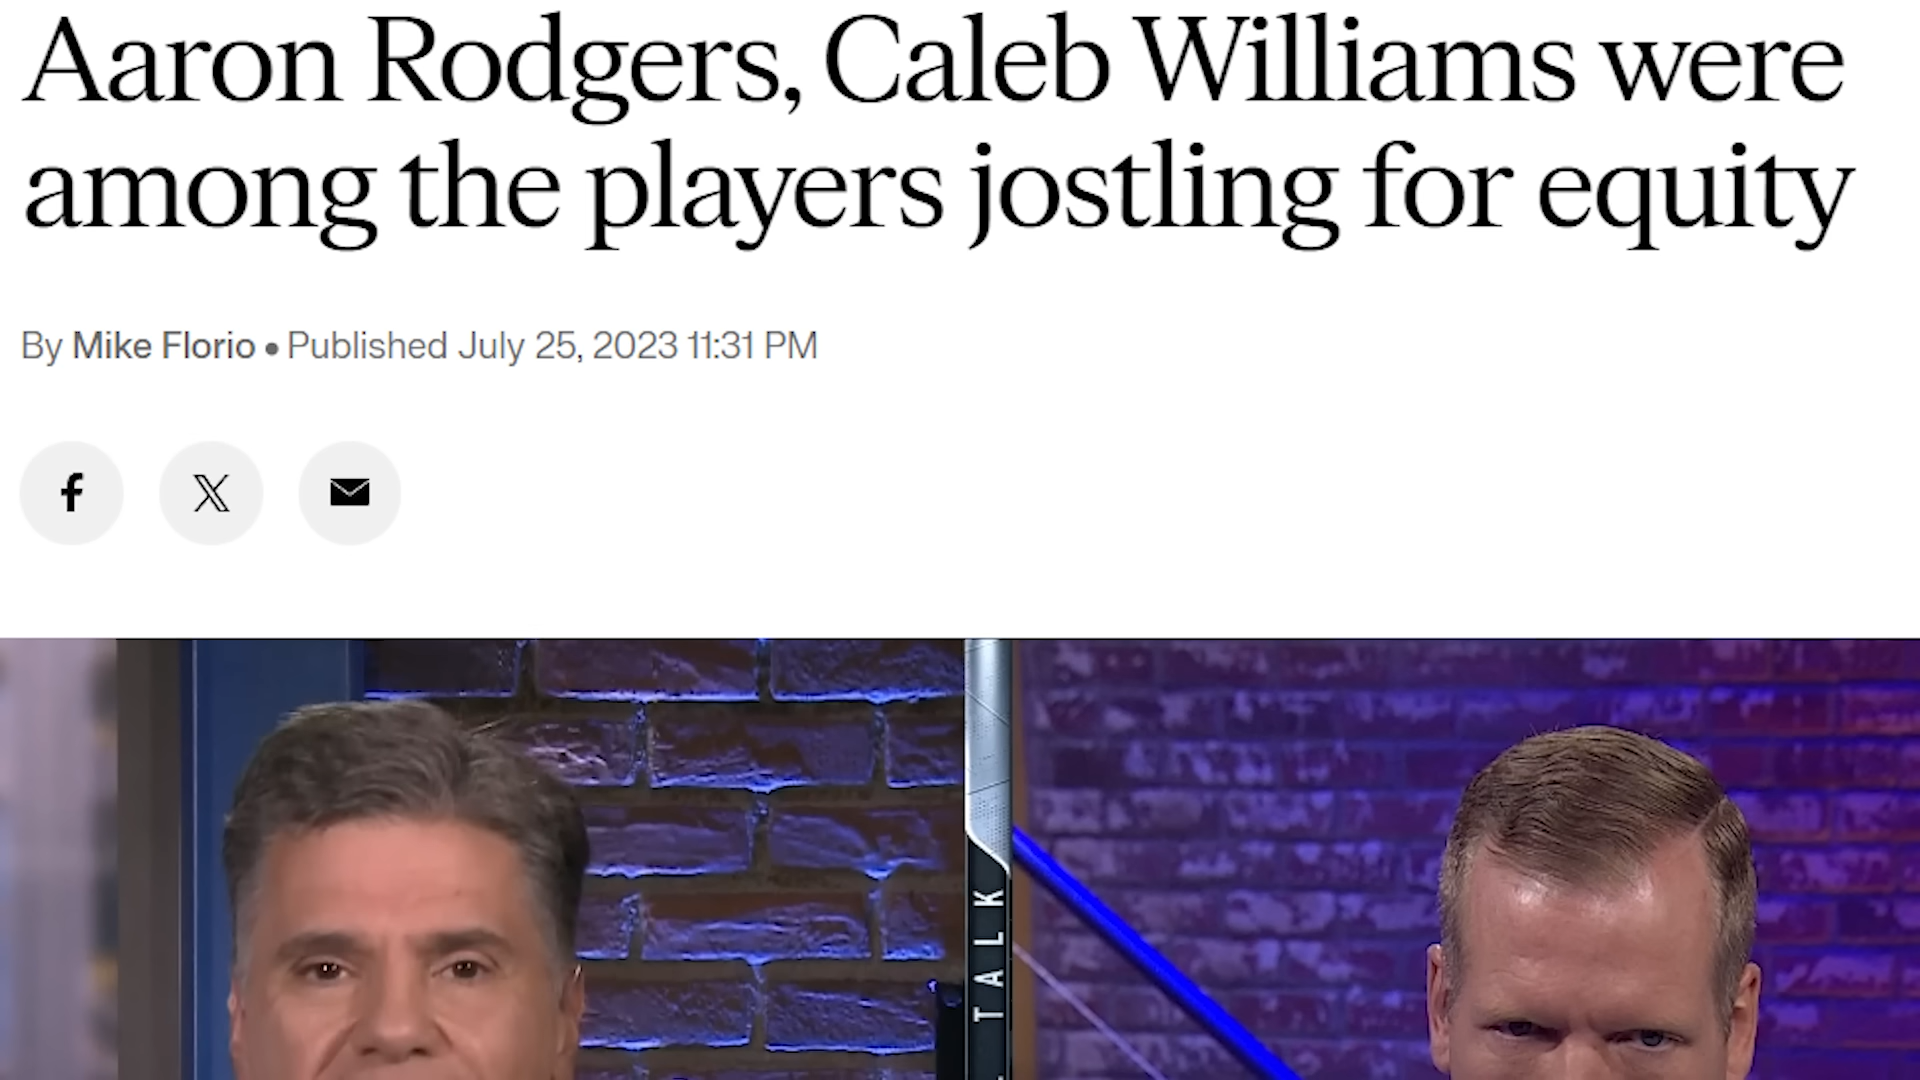 Aaron Rodgers, Caleb Williams were
among the players jostling for equity
By Mike Florio • Published July 25, 2023 11:31 PM
TALK